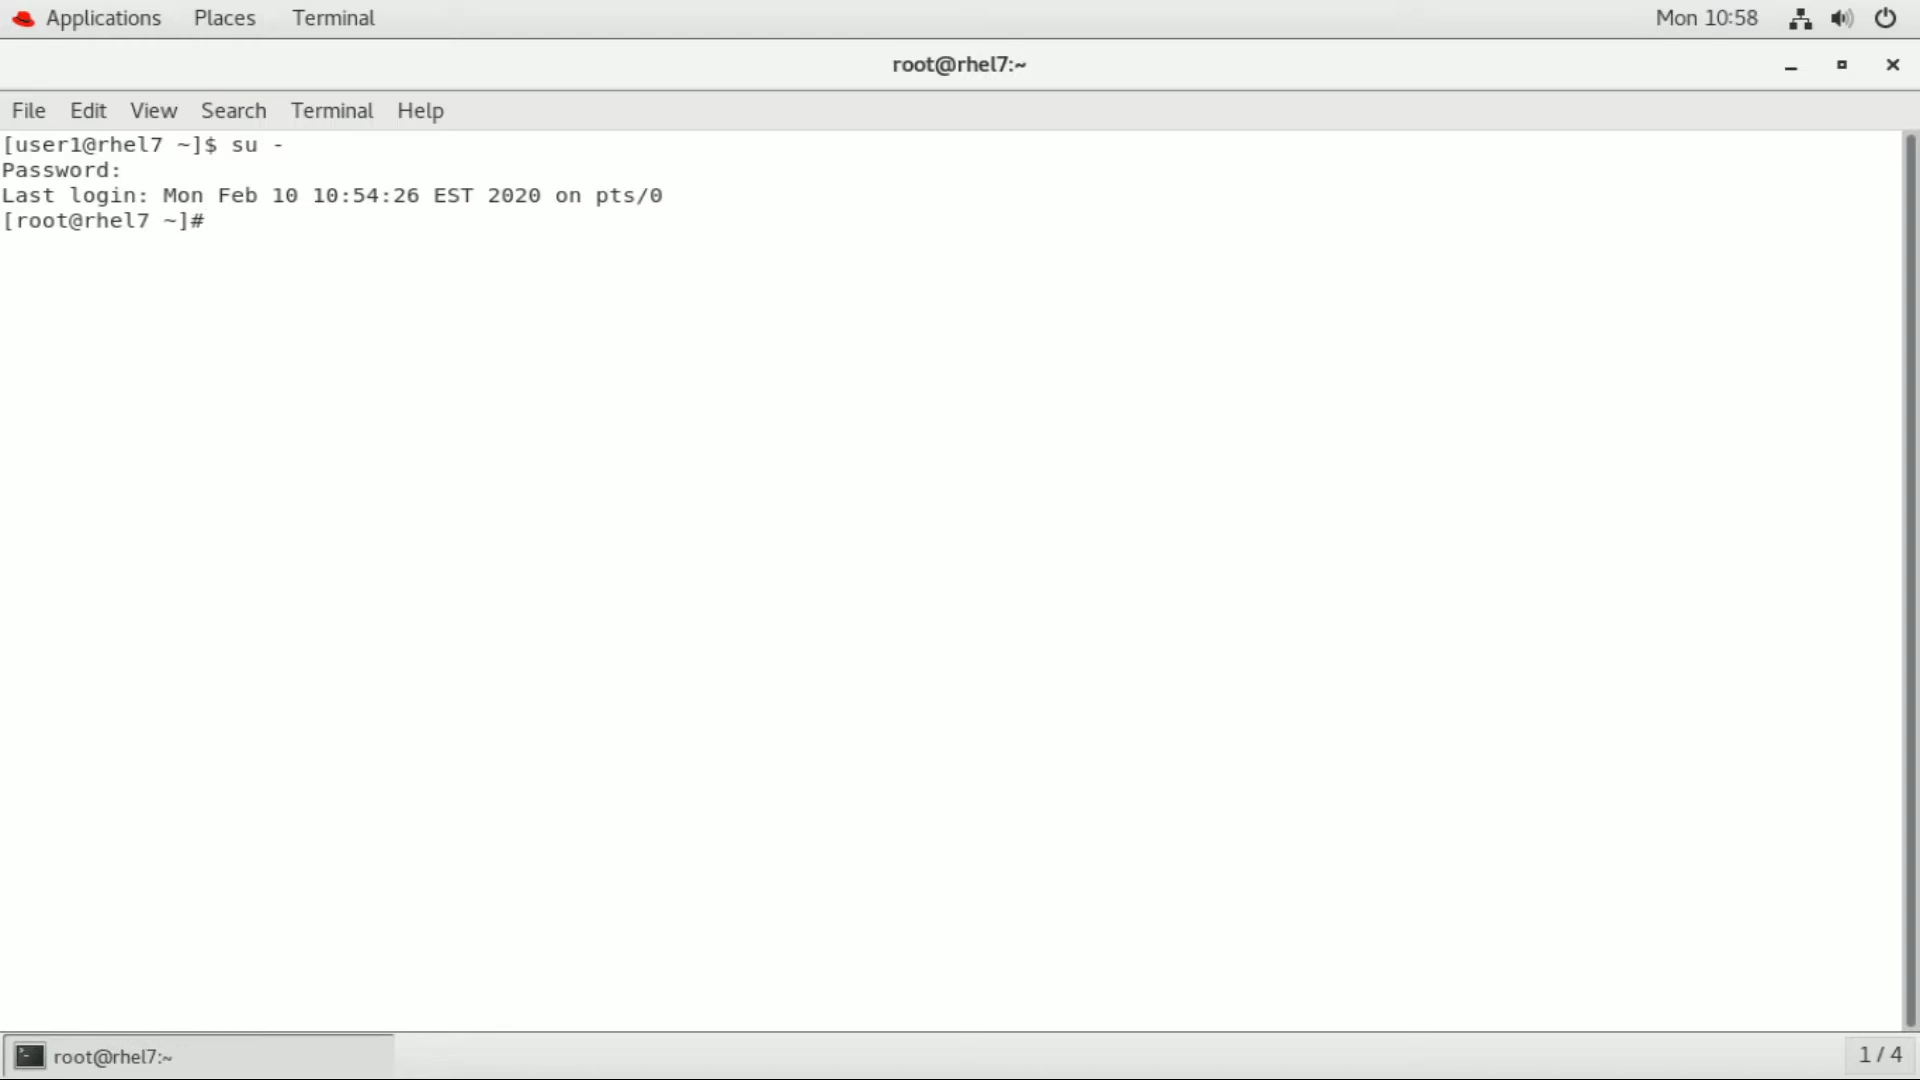 Applications Places Terminal Mon 10:58
root@rhel7:~
File Edit View Search Terminal Help
[user1@rhel7 ~]$ su -
Password:
Last login: Mon Feb 10 10:54:26 EST 2020 on pts/0
[root@rhel7 ~]#
root@rhel7:~ 1 / 4